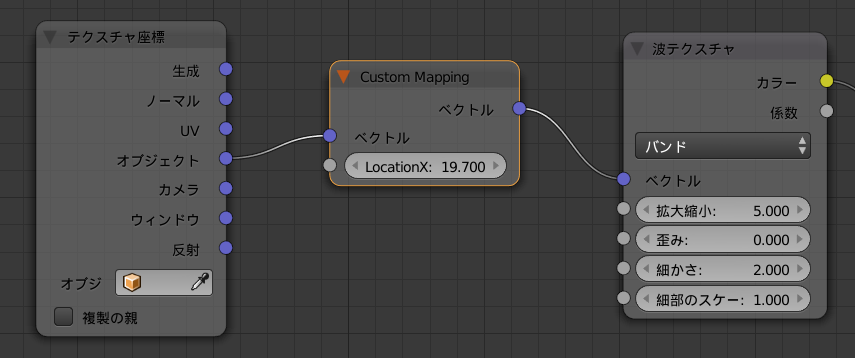 テクスチャ座標
生成
ノーマル
UV
オブジェクト
カメラ
ウィンドウ
反射
オブジ
複製の親
Custom Mapping
ベクトル
ベクトル
LocationX: 19.700
波テクスチャ
カラー
係数
バンド
ベクトル
拡大縮小: 5.000
歪み: 0.000
細かさ: 2.000
細部のスケー: 1.000